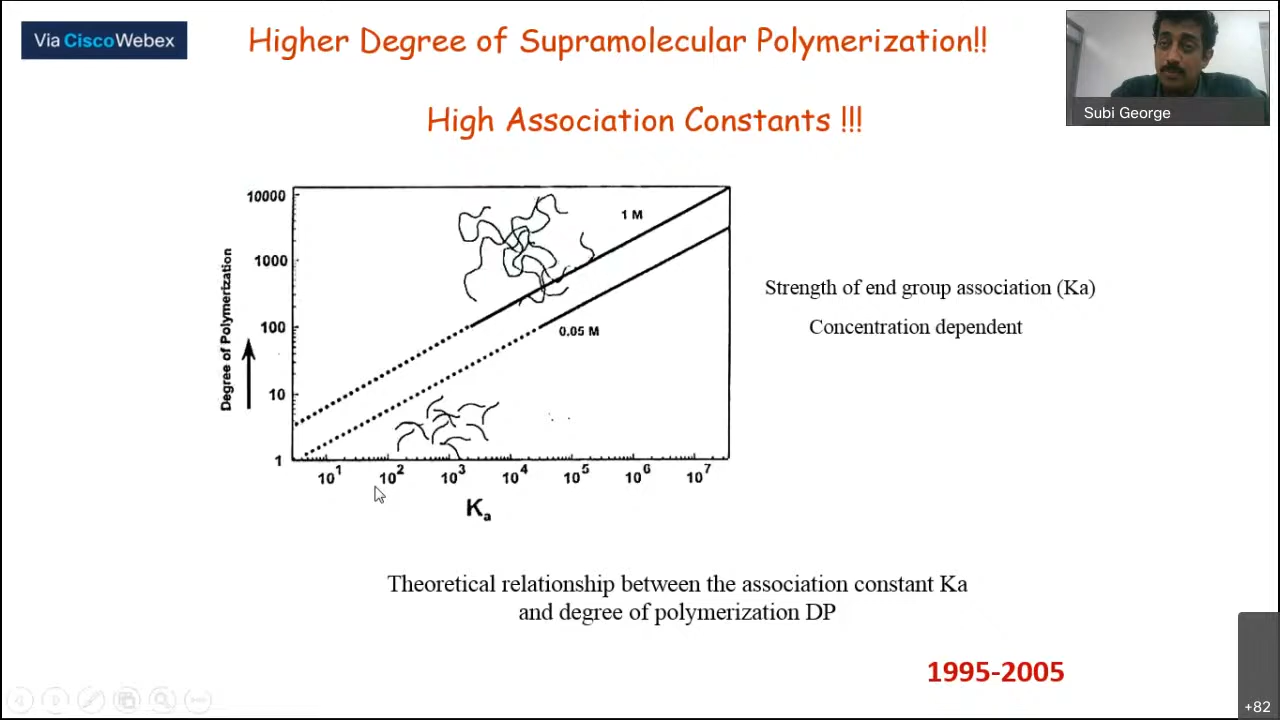 Via CiscoWebex
Higher Degree of Supramolecular Polymerization!!
High Association Constants !!!
Subi George
Degree of Polymerization
10000
1000
100
10
1
1 M
0.05 M
10¹ 10² 10³ 10⁴ 10⁵ 10⁶ 10⁷
Kₐ
Strength of end group association (Ka)
Concentration dependent
Theoretical relationship between the association constant Ka
and degree of polymerization DP
1995-2005
+82